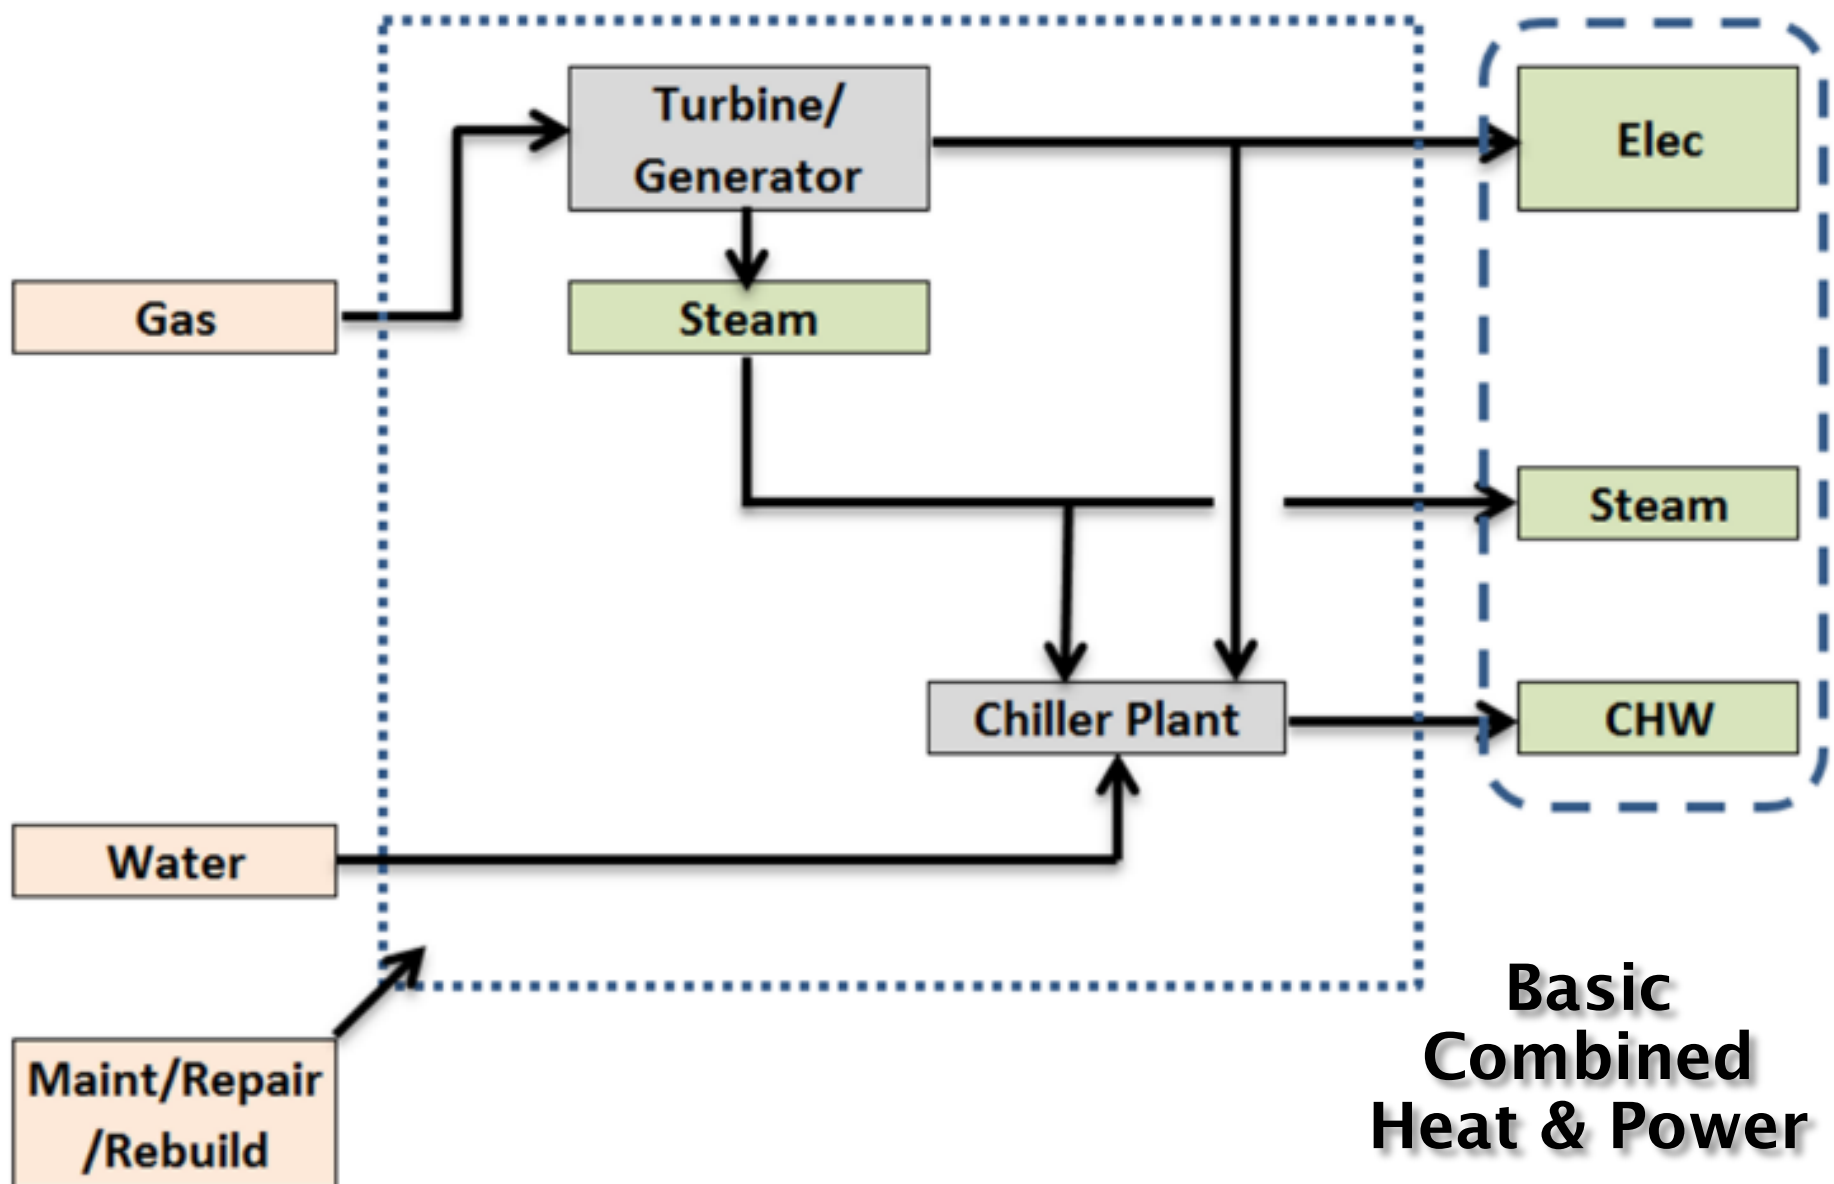 Turbine/
Generator
Elec
Gas
Steam
Steam
Chiller Plant
CHW
Water
Maint/Repair
/Rebuild
Basic
Combined
Heat & Power